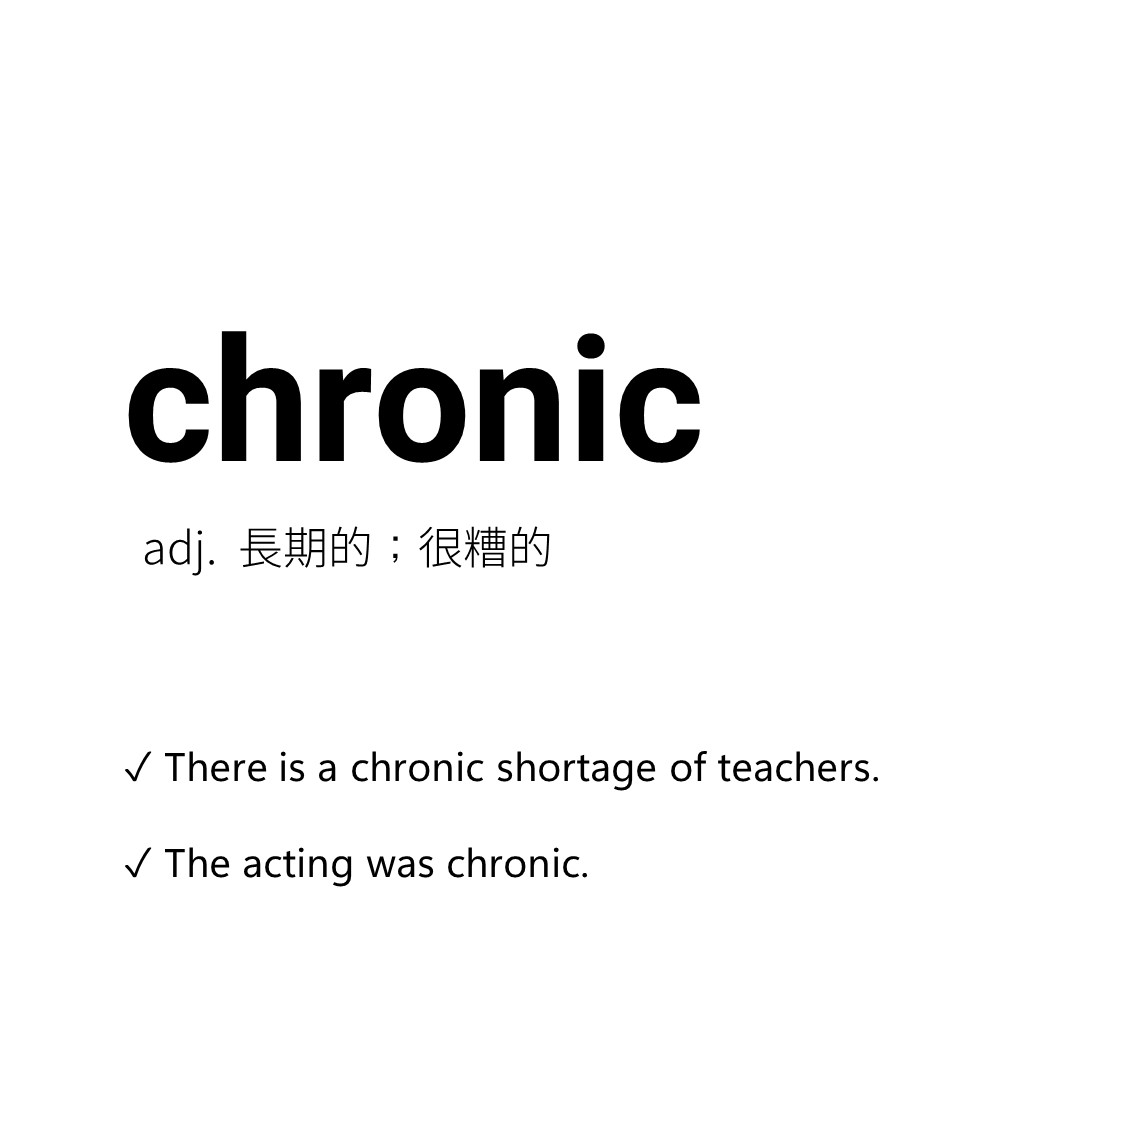 chronic
adj. 長期的；很糟的
✓ There is a chronic shortage of teachers.
✓ The acting was chronic.